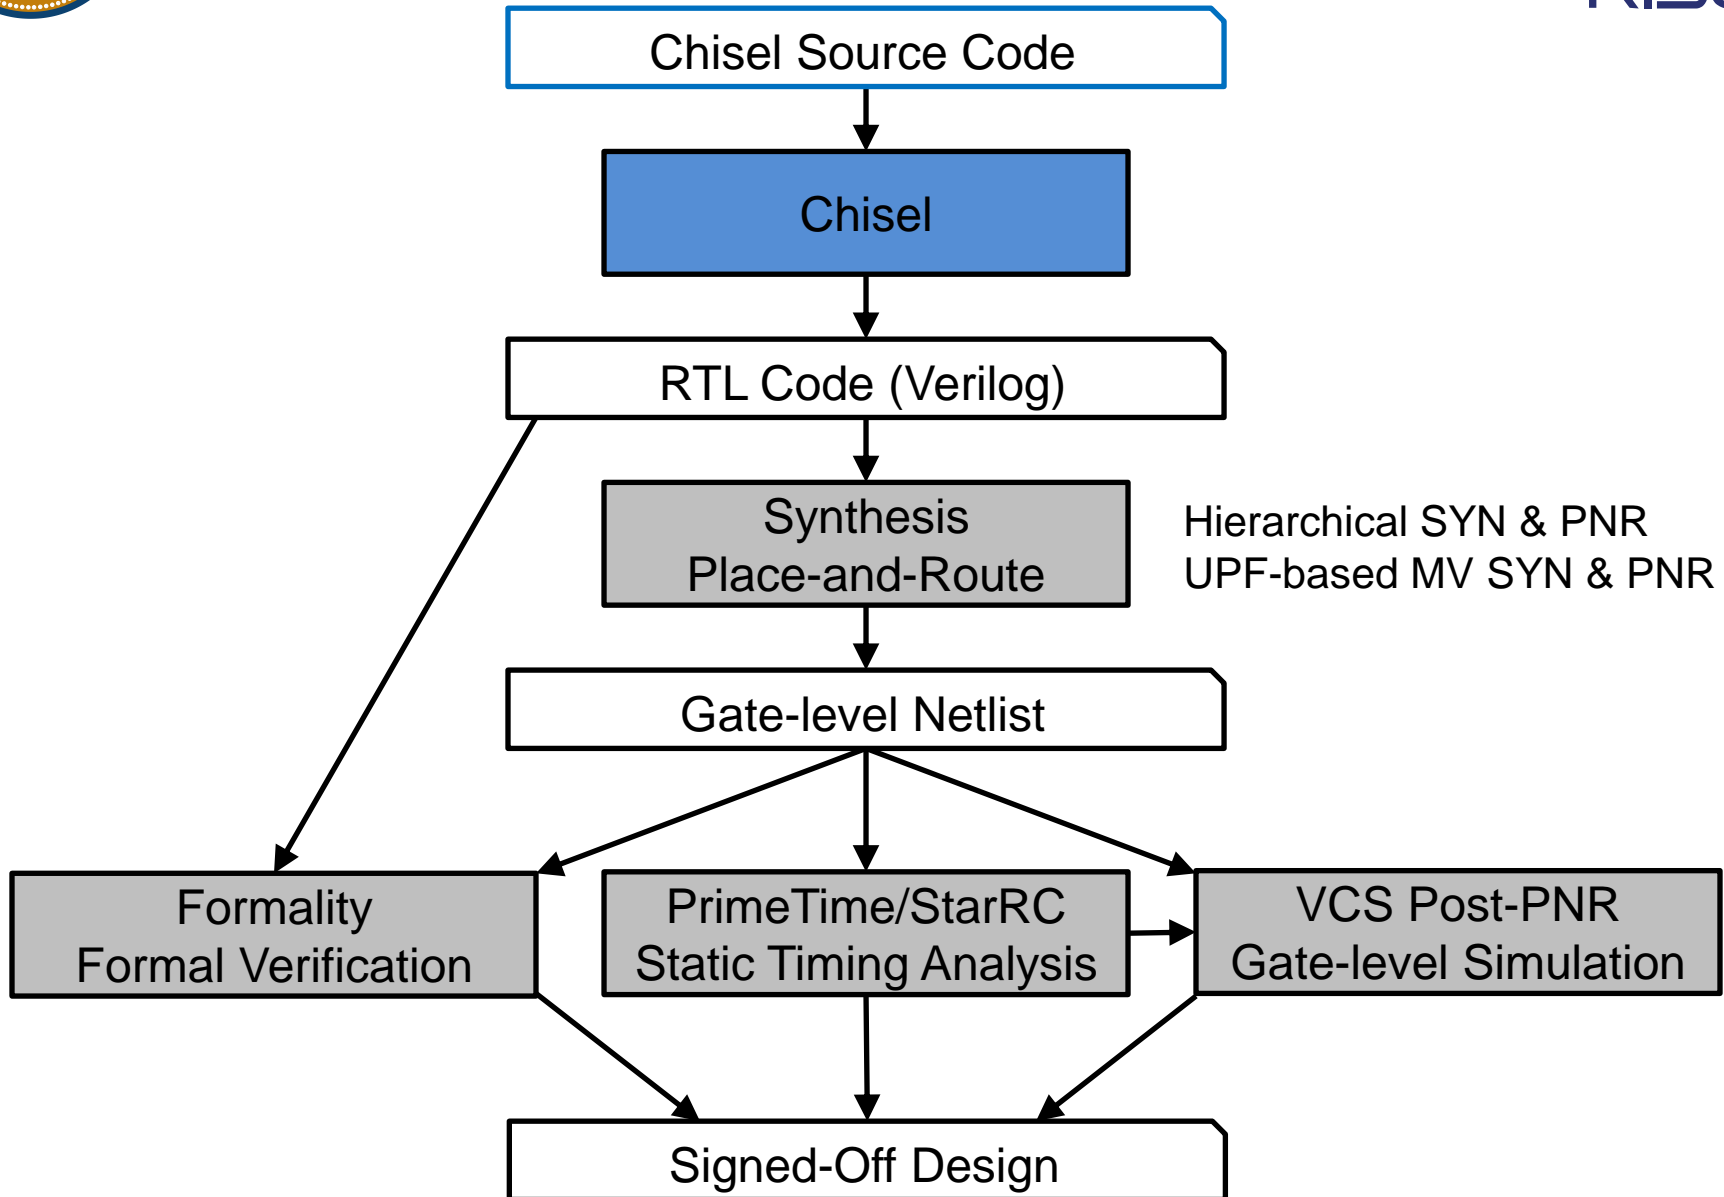 Chisel Source Code
Chisel
RTL Code (Verilog)
Synthesis
Place-and-Route
Hierarchical SYN & PNR
UPF-based MV SYN & PNR
Gate-level Netlist
Formality
Formal Verification
PrimeTime/StarRC
Static Timing Analysis
VCS Post-PNR
Gate-level Simulation
Signed-Off Design